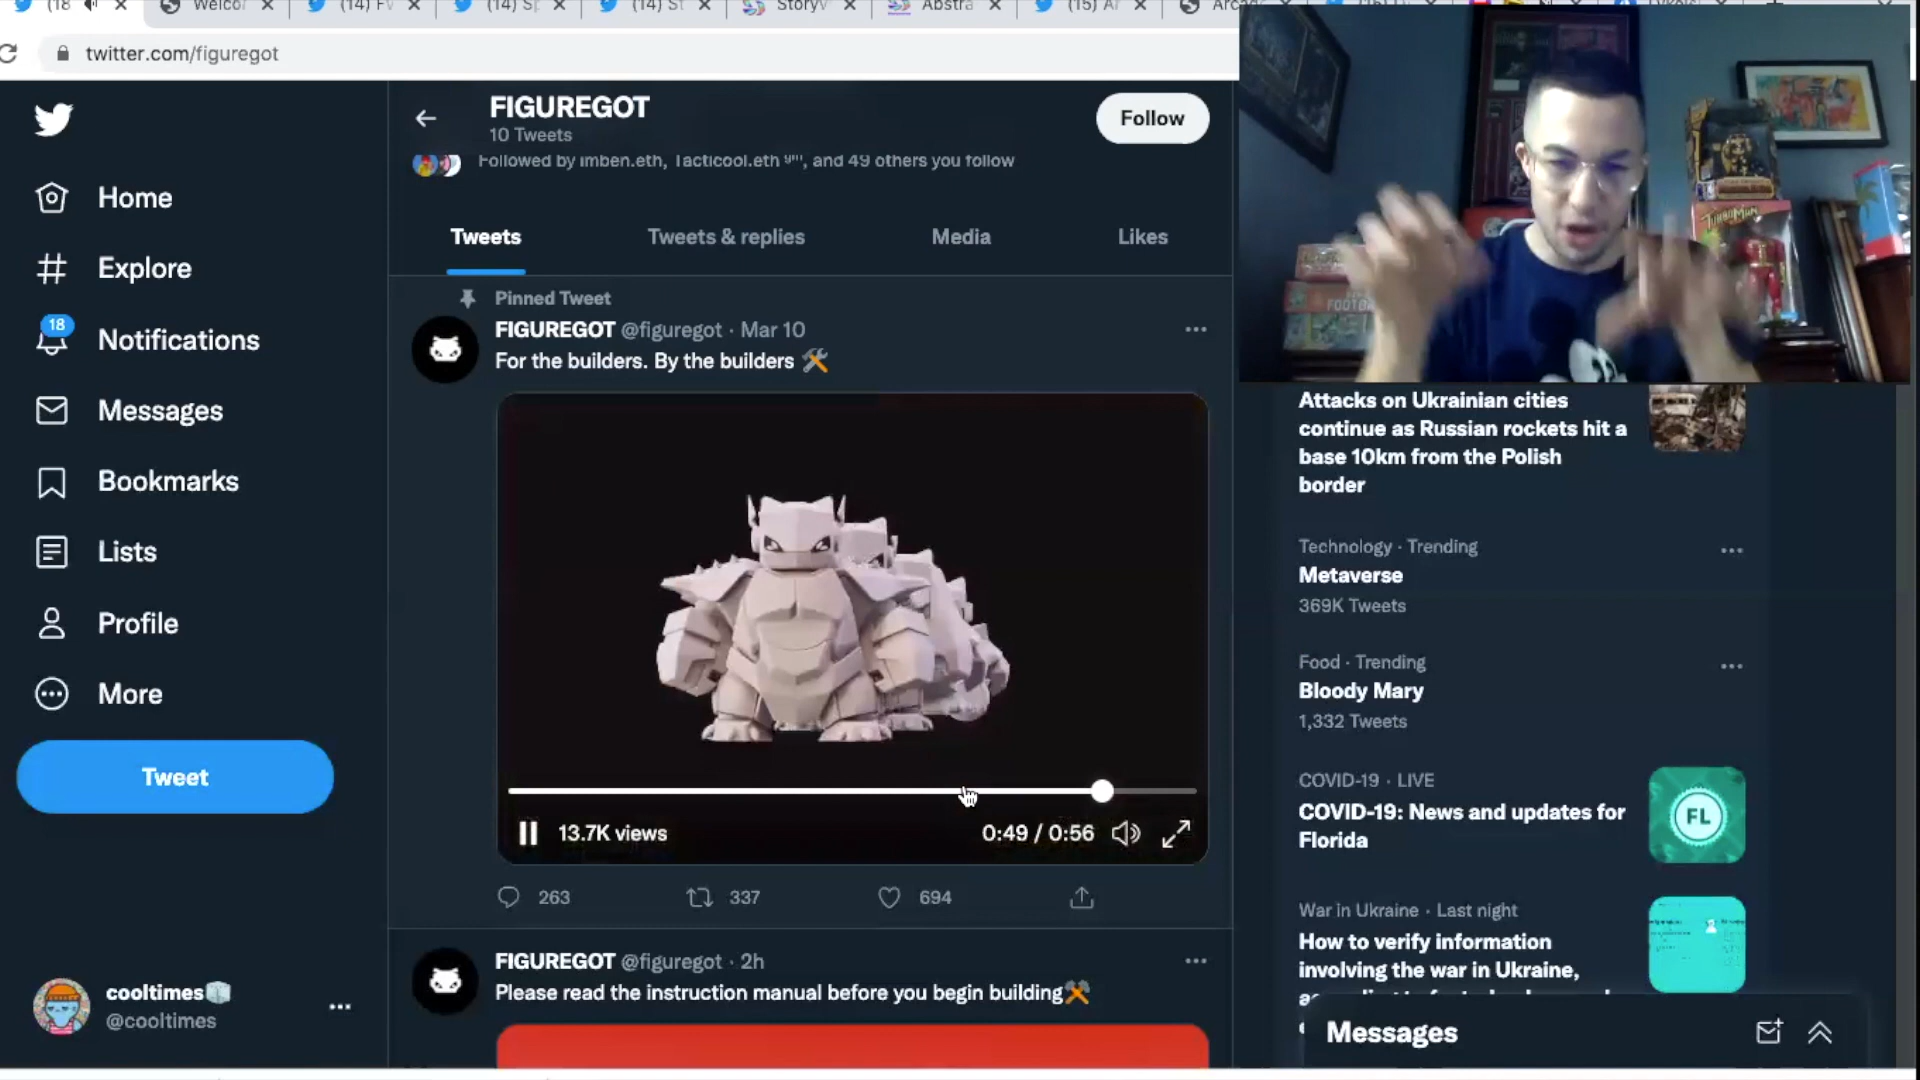 (18
Welco
(14) F
(14) S
(14) St
Story
Abstra
(15) A
twitter.com/figuregot
FIGUREGOT
10 Tweets
Follow
Followed by imben.eth, Tacticool.eth, and 49 others you follow
Home
Explore
18
Notifications
Messages
Bookmarks
Lists
Profile
More
Tweet
cooltimes
@cooltimes
Tweets
Tweets & replies
Media
Likes
Pinned Tweet
FIGUREGOT @figuregot · Mar 10
For the builders. By the builders
13.7K views
0:49 / 0:56
263
337
694
FIGUREGOT @figuregot · 2h
Please read the instruction manual before you begin building
TURBO MAN
FOOTBA
Attacks on Ukrainian cities
continue as Russian rockets hit a
base 10km from the Polish
border
Technology · Trending
Metaverse
369K Tweets
Food · Trending
Bloody Mary
1,332 Tweets
COVID-19 · LIVE
COVID-19: News and updates for
Florida
FL
War in Ukraine · Last night
How to verify information
involving the war in Ukraine,
Messages